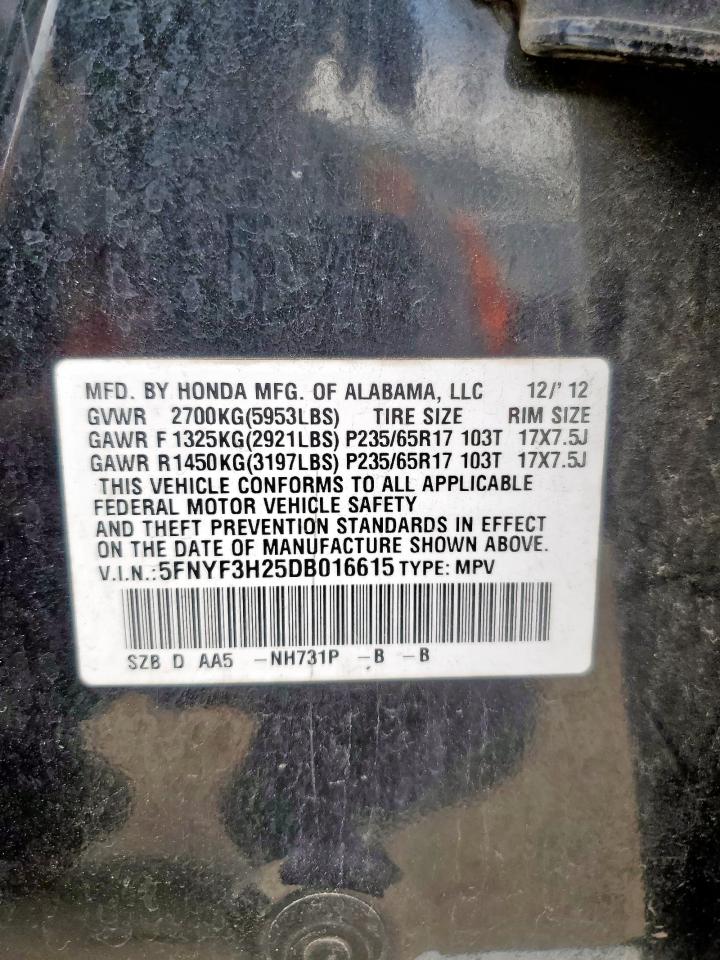 MFD. BY HONDA MFG. OF ALABAMA, LLC 12/'12
GVWR 2700KG(5953LBS) TIRE SIZE RIM SIZE
GAWR F 1325KG(2921LBS) P235/65R17 103T 17X7.5J
GAWR R1450KG(3197LBS) P235/65R17 103T 17X7.5J
THIS VEHICLE CONFORMS TO ALL APPLICABLE
FEDERAL MOTOR VEHICLE SAFETY
AND THEFT PREVENTION STANDARDS IN EFFECT
ON THE DATE OF MANUFACTURE SHOWN ABOVE.
V.I.N.:5FNYF3H25DB016615 TYPE: MPV
SZB D AA5 -NH731P -B -B